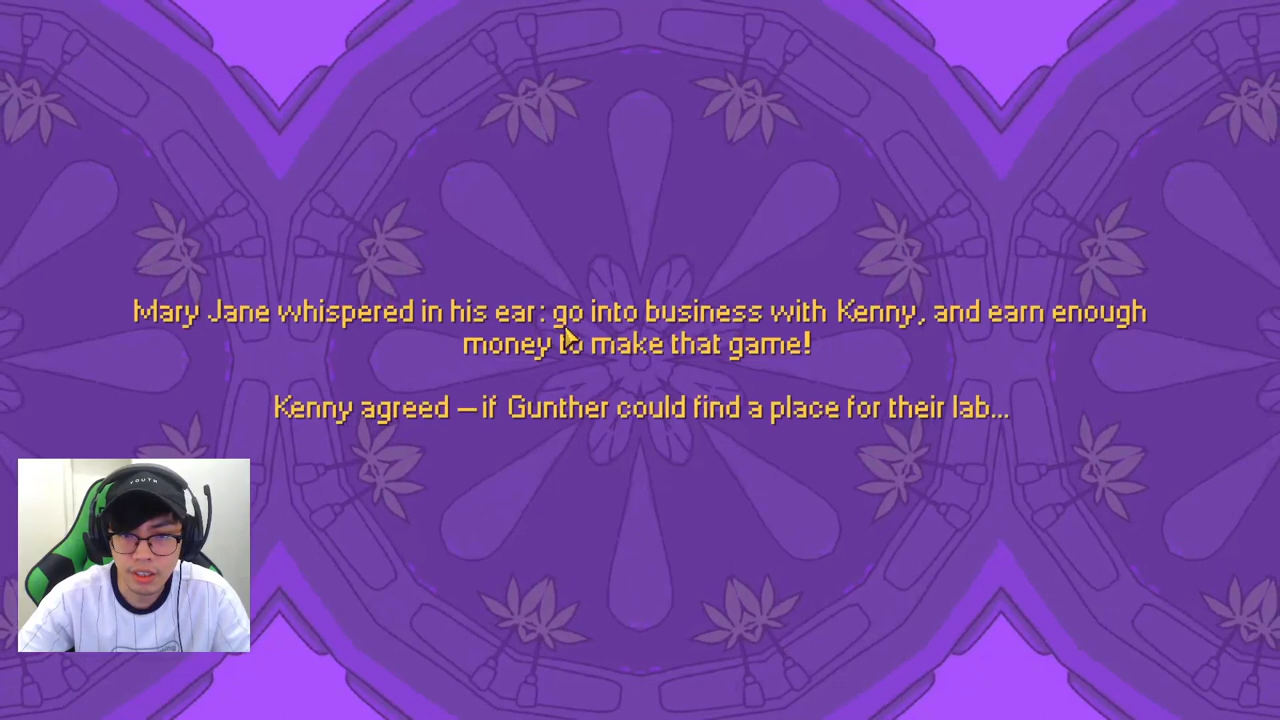 Mary Jane whispered in his ear: go into business with Kenny, and earn enough
money to make that game!
Kenny agreed – if Gunther could find a place for their lab...
YOUTH